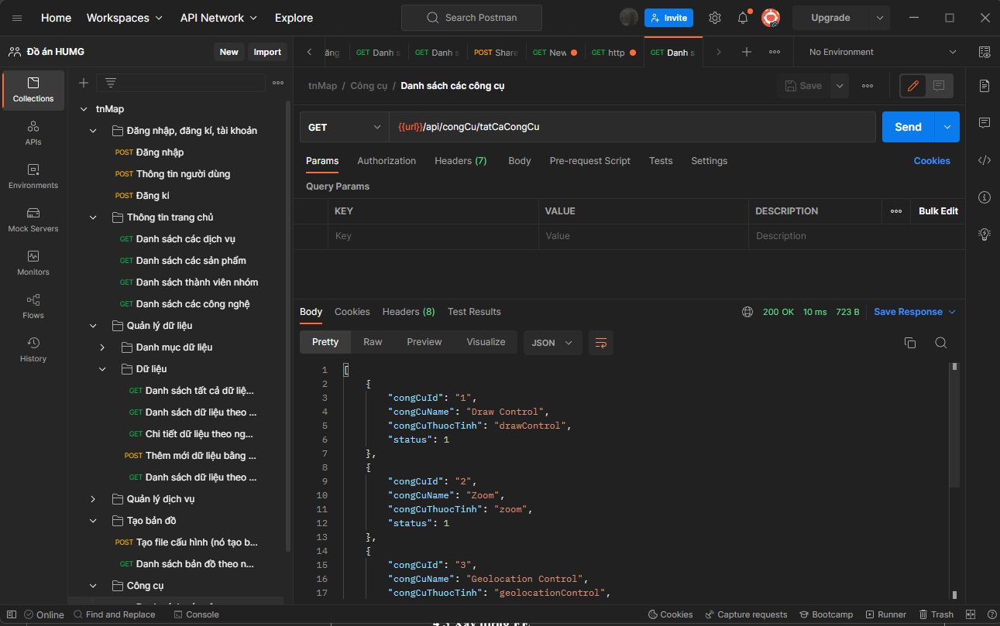 Home Workspaces API Network Explore Search Postman Invite Upgrade
Đồ án HUMG New Import
GET Danh s GET Danh s POST Share GET New GET http GET Danh s No Environment
Collections
APIs
Environments
Mock Servers
Monitors
Flows
History
tnMap
Đăng nhập, đăng kí, tài khoản
POST Đăng nhập
POST Thông tin người dùng
POST Đăng kí
Thông tin trang chủ
GET Danh sách các dịch vụ
GET Danh sách các sản phẩm
GET Danh sách thành viên nhóm
GET Danh sách các công nghệ
Quản lý dữ liệu
Danh mục dữ liệu
Dữ liệu
GET Danh sách tất cả dữ liệ...
GET Danh sách dữ liệu theo ...
GET Chi tiết dữ liệu theo ng...
POST Thêm mới dữ liệu bằng ...
GET Danh sách dữ liệu theo ...
Quản lý dịch vụ
Tạo bản đồ
POST Tạo file cấu hình (nó tạo b...
GET Danh sách bản đồ theo n...
Công cụ
tnMap / Công cụ / Danh sách các công cụ Save
GET {{url}}/api/congCu/tatCaCongCu Send
Params Authorization Headers (7) Body Pre-request Script Tests Settings Cookies
Query Params
KEY VALUE DESCRIPTION Bulk Edit
Key Value Description
Body Cookies Headers (8) Test Results 200 OK 10 ms 723 B Save Response
Pretty Raw Preview Visualize JSON
1 [
2 {
3 "congCuId": "1",
4 "congCuName": "Draw Control",
5 "congCuThuocTinh": "drawControl",
6 "status": 1
7 },
8 {
9 "congCuId": "2",
10 "congCuName": "Zoom",
11 "congCuThuocTinh": "zoom",
12 "status": 1
13 },
14 {
15 "congCuId": "3",
16 "congCuName": "Geolocation Control",
17 "congCuThuocTinh": "geolocationControl",
Online Find and Replace Console Cookies Capture requests Bootcamp Runner Trash